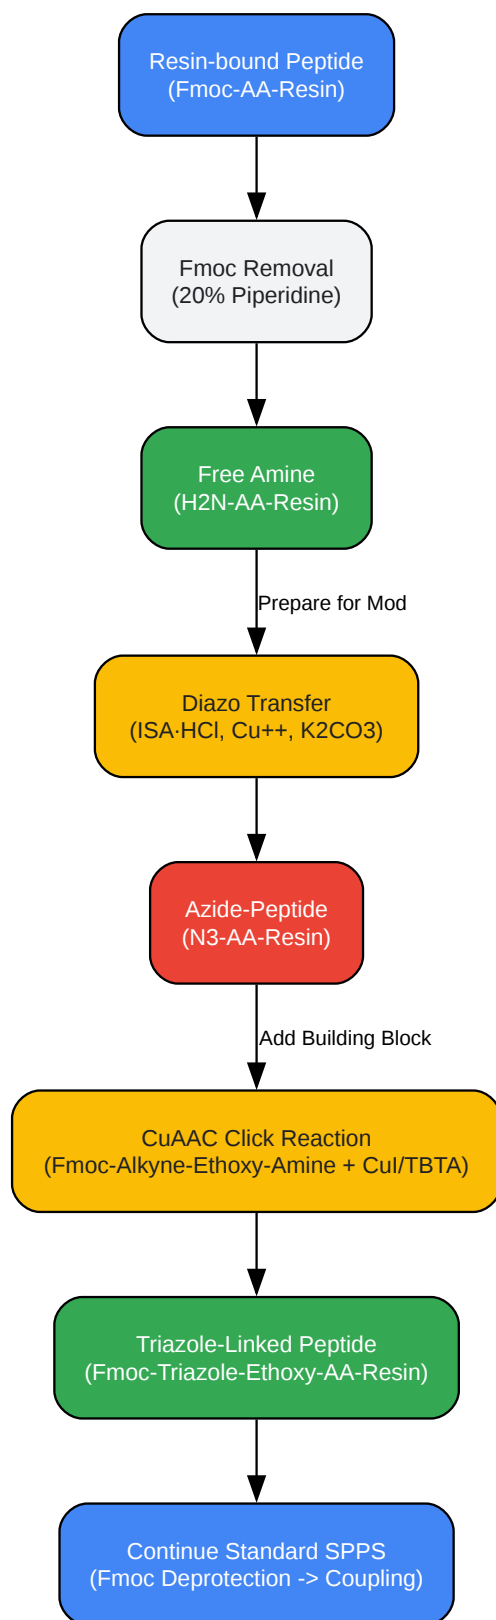 Resin-bound Peptide
(Fmoc-AA-Resin)
Fmoc Removal
(20% Piperidine)
Free Amine
(H2N-AA-Resin)
Prepare for Mod
Diazo Transfer
(ISA·HCl, Cu++, K2CO3)
Azide-Peptide
(N3-AA-Resin)
Add Building Block
CuAAC Click Reaction
(Fmoc-Alkyne-Ethoxy-Amine + CuI/TBTA)
Triazole-Linked Peptide
(Fmoc-Triazole-Ethoxy-AA-Resin)
Continue Standard SPPS
(Fmoc Deprotection -> Coupling)